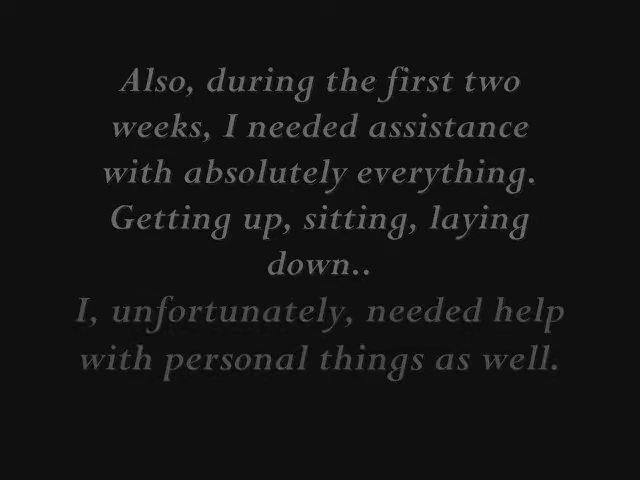 Also, during the first two
weeks, I needed assistance
with absolutely everything.
Getting up, sitting, laying
down..
I, unfortunately, needed help
with personal things as well.